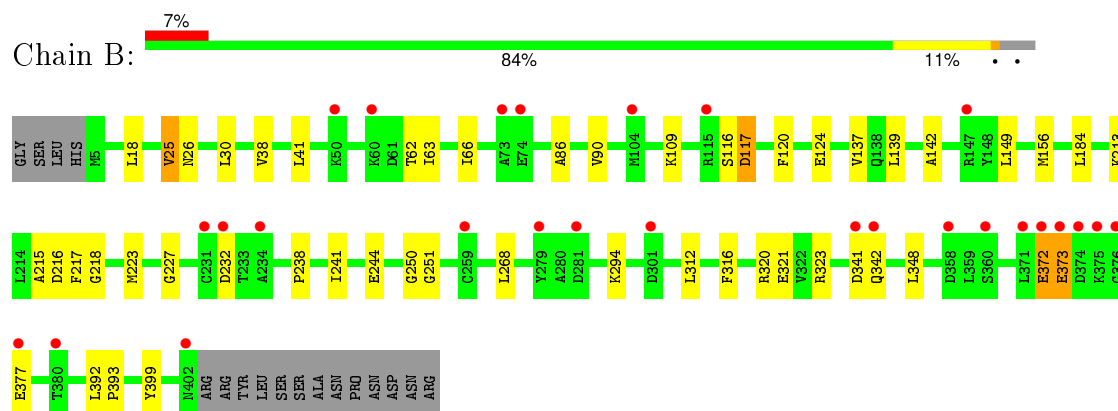 7%
Chain B:
84% 11% • •
GLY SER LEU HIS M5 L18 V25 N26 L30 V38 L41 K50 K60 D61 T62 I63 I66 A73 E74 A86 V90 M104 K109 R115 S116 D117 F120 E124 V137 Q138 L139 A142 R147 Y148 L149 M156 L184
L214 A215 D216 F217 G218 M223 G227 C231 D232 T233 A234 P238 I241 E244 G250 G251 C259 L268 Y279 A280 D281 K294 D301 L312 F316 R320 E321 V322 R323 D341 Q342 L348 D358 L359 S360 L371 E372 E373 D374 K375
E377 T380 L392 P393 Y399 N402 ARG ARG TYR LEU SER SER ALA ASN PRO ASN ASP ASN ARG